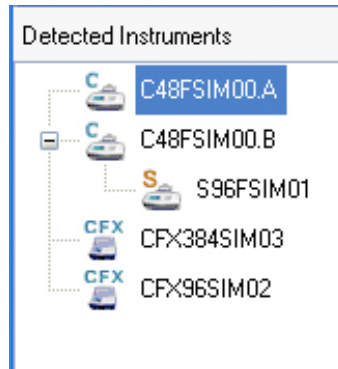 Detected Instruments
C C48FSIM00.A
C C48FSIM00.B
S S96FSIM01
CFX CFX384SIM03
CFX CFX96SIM02